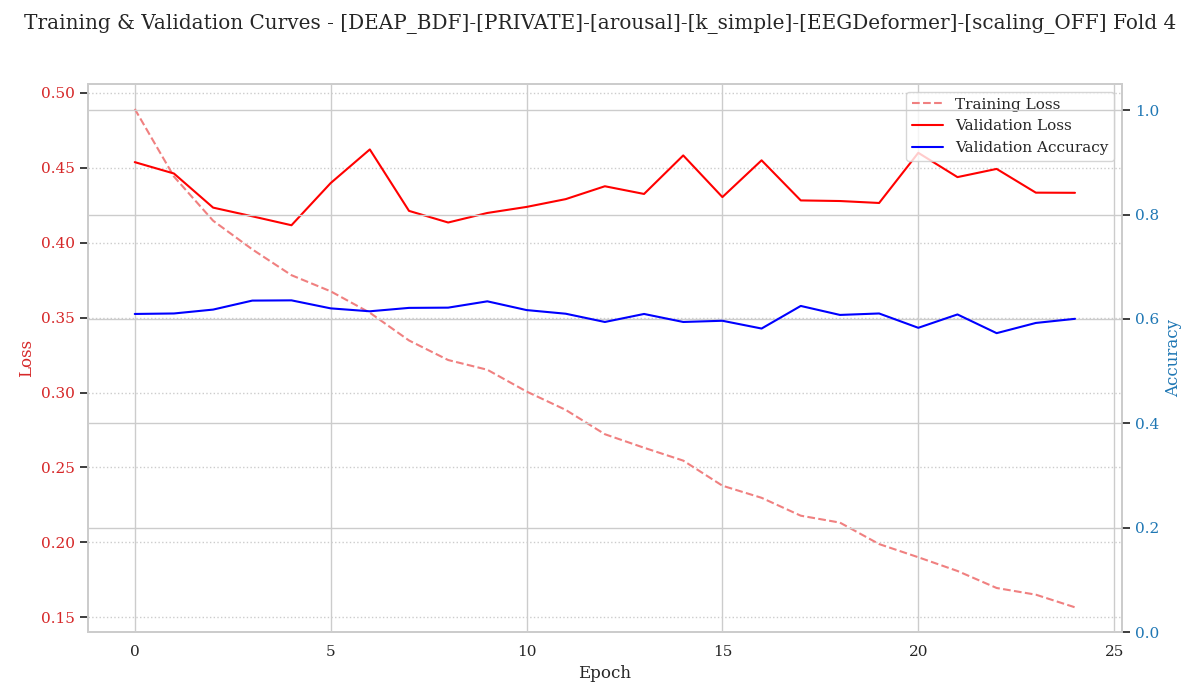 Training & Validation Curves - [DEAP_BDF]-[PRIVATE]-[arousal]-[k_simple]-[EEGDeformer]-[scaling_OFF] Fold 4
Training Loss
Validation Loss
Validation Accuracy
0.50
0.45
0.40
0.35
0.30
0.25
0.20
0.15
Loss
1.0
0.8
0.6
0.4
0.2
0.0
Accuracy
0
5
10
15
20
25
Epoch